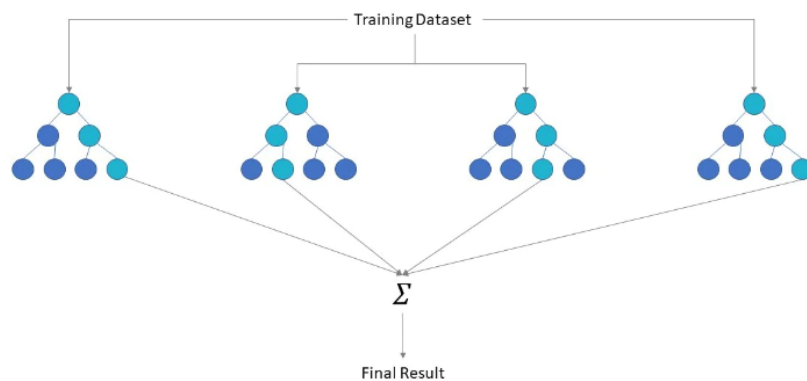 Training Dataset
Σ
Final Result